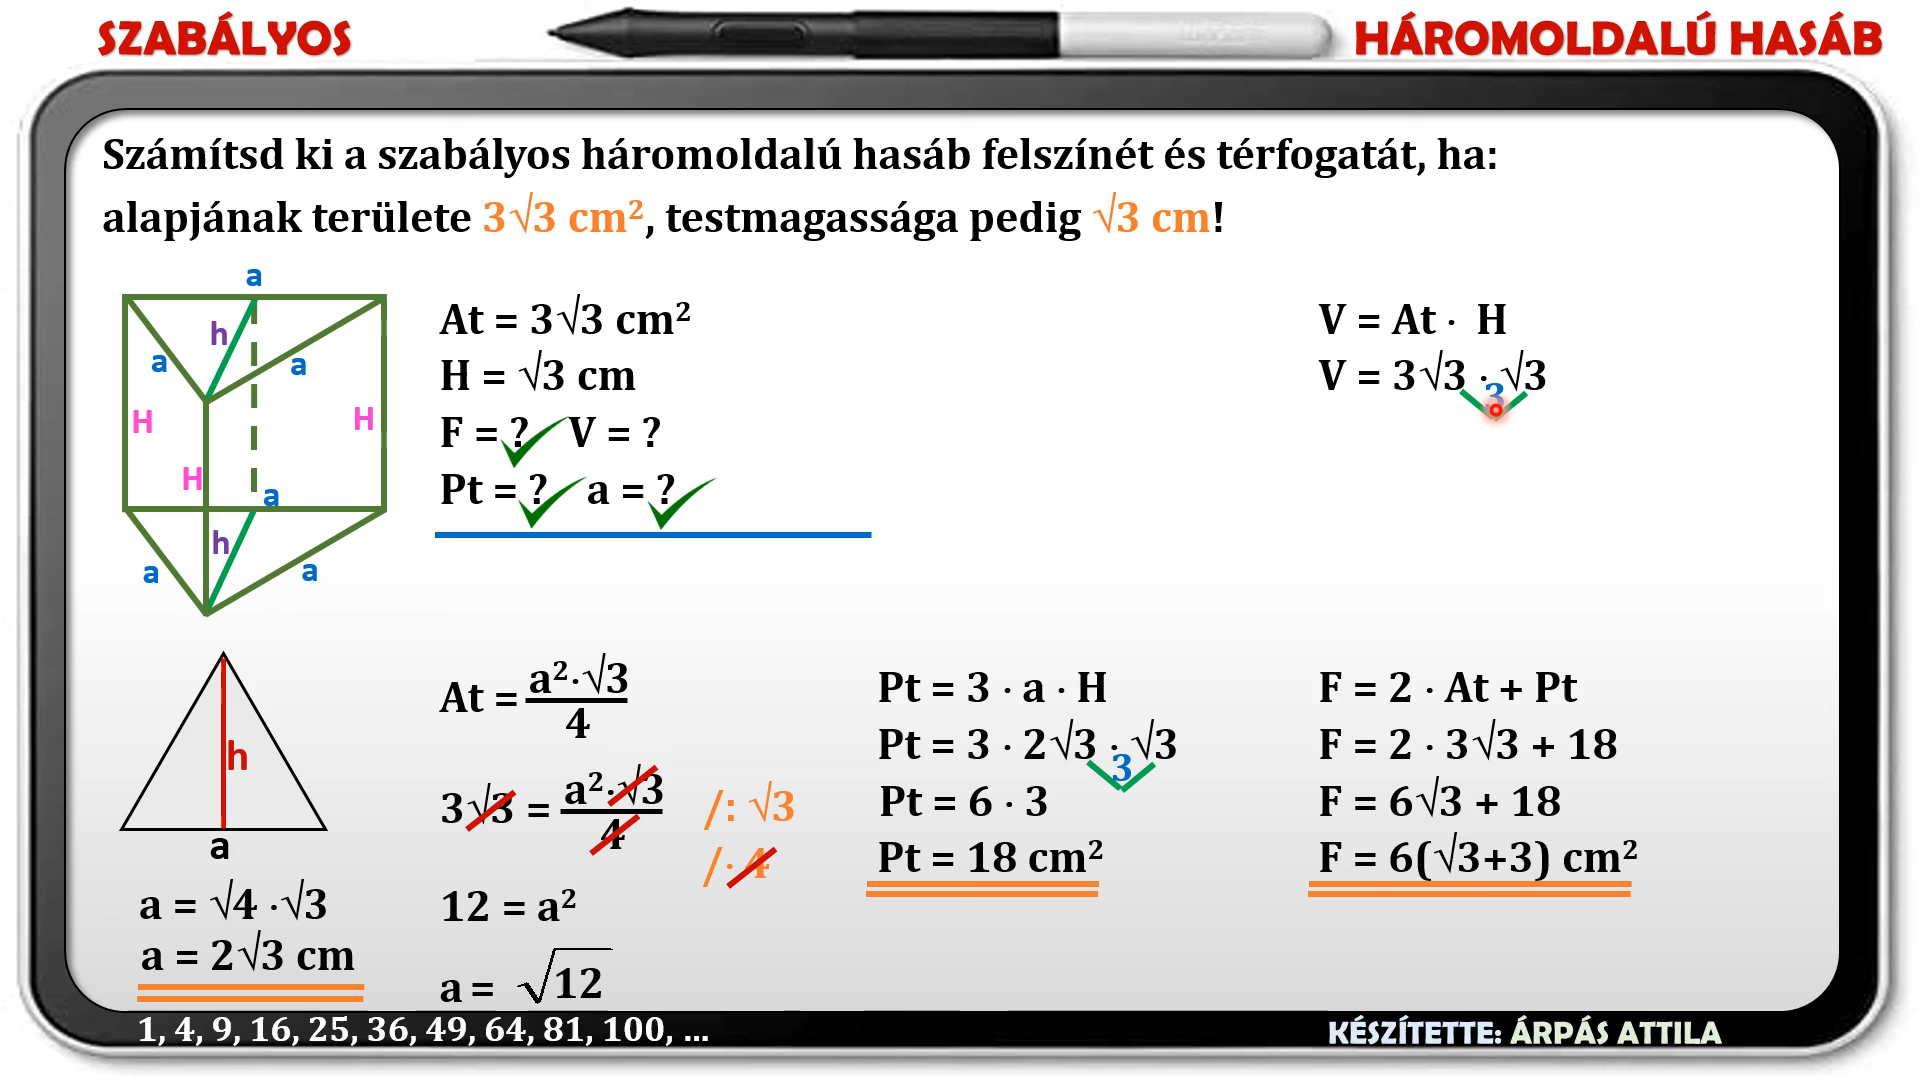 SZABÁLYOS
HÁROMOLDALÚ HASÁB
Számítsd ki a szabályos háromoldalú hasáb felszínét és térfogatát, ha:
alapjának területe 3√3 cm², testmagassága pedig √3 cm!
a
h
a
a
H
H
H
a
h
a
a
At = 3√3 cm²
H = √3 cm
F = ? V = ?
Pt = ? a = ?
V = At · H
V = 3√3 · √3
3
h
a
a = √4 ·√3
a = 2√3 cm
At = a²·√3
4
3√3 = a²·√3
4
/: √3
/· 4
12 = a²
a = √12
Pt = 3 · a · H
Pt = 3 · 2√3 · √3
3
Pt = 6 · 3
Pt = 18 cm²
F = 2 · At + Pt
F = 2 · 3√3 + 18
F = 6√3 + 18
F = 6(√3+3) cm²
1, 4, 9, 16, 25, 36, 49, 64, 81, 100, ...
KÉSZÍTETTE: ÁRPÁS ATTILA